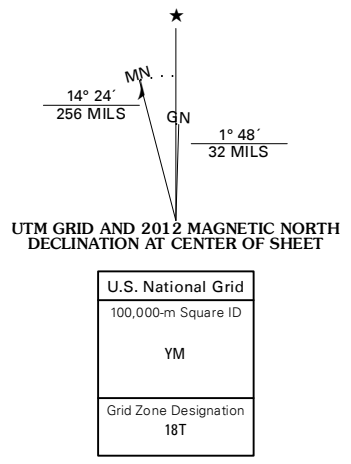 ★
MN
14° 24´
256 MILS
GN
1° 48´
32 MILS
UTM GRID AND 2012 MAGNETIC NORTH
DECLINATION AT CENTER OF SHEET
U.S. National Grid
100,000-m Square ID
YM
Grid Zone Designation
18T